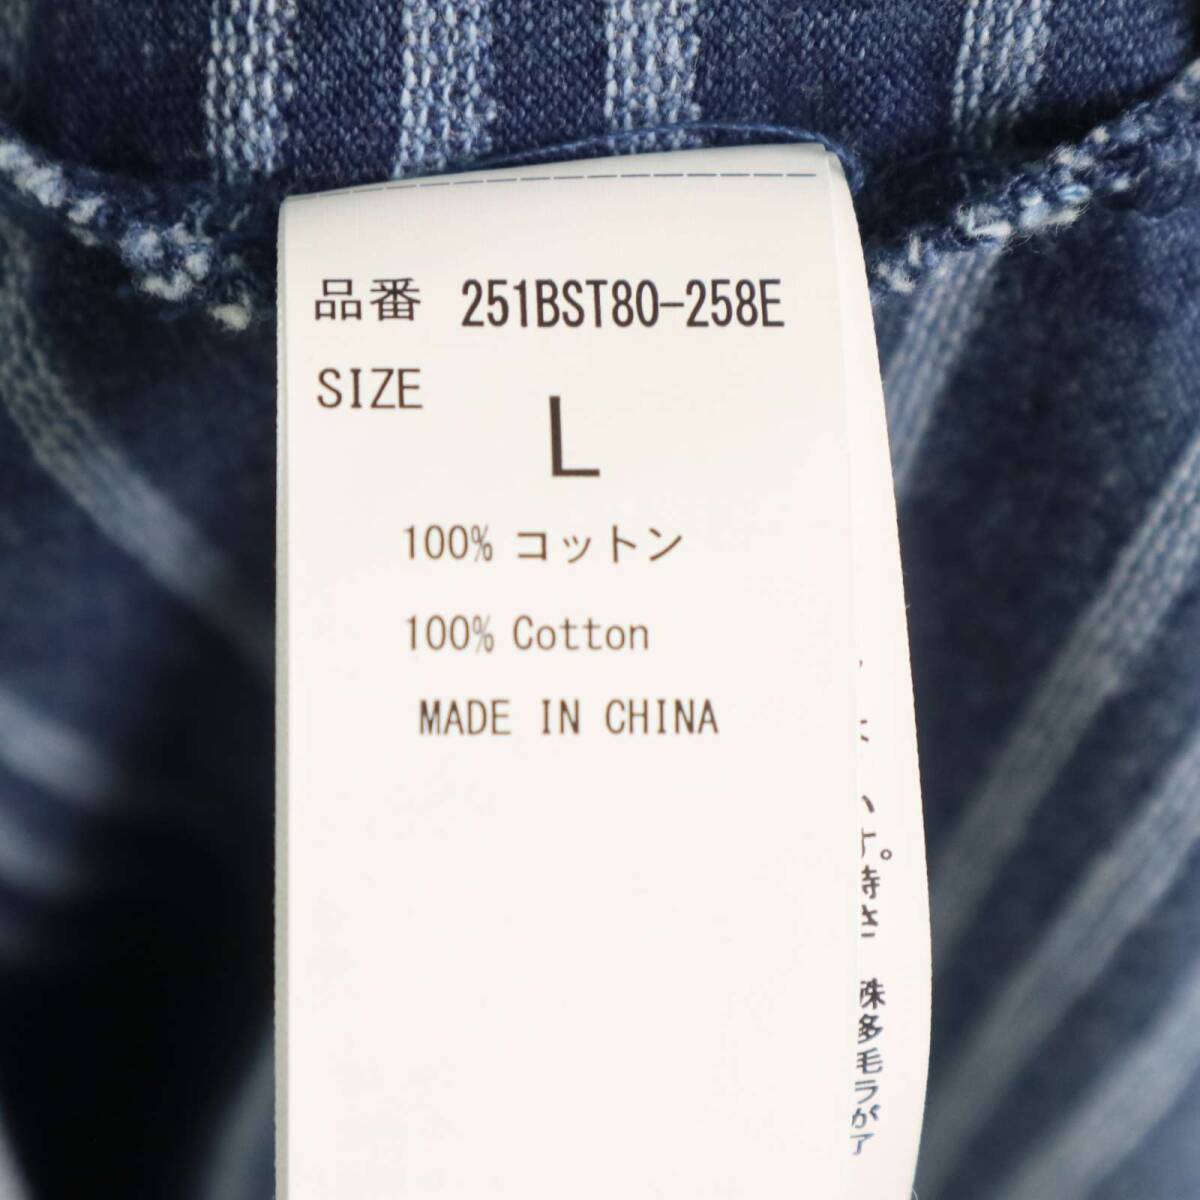 品番 251BST80-258E
SIZE L
100% コットン
100% Cotton
MADE IN CHINA